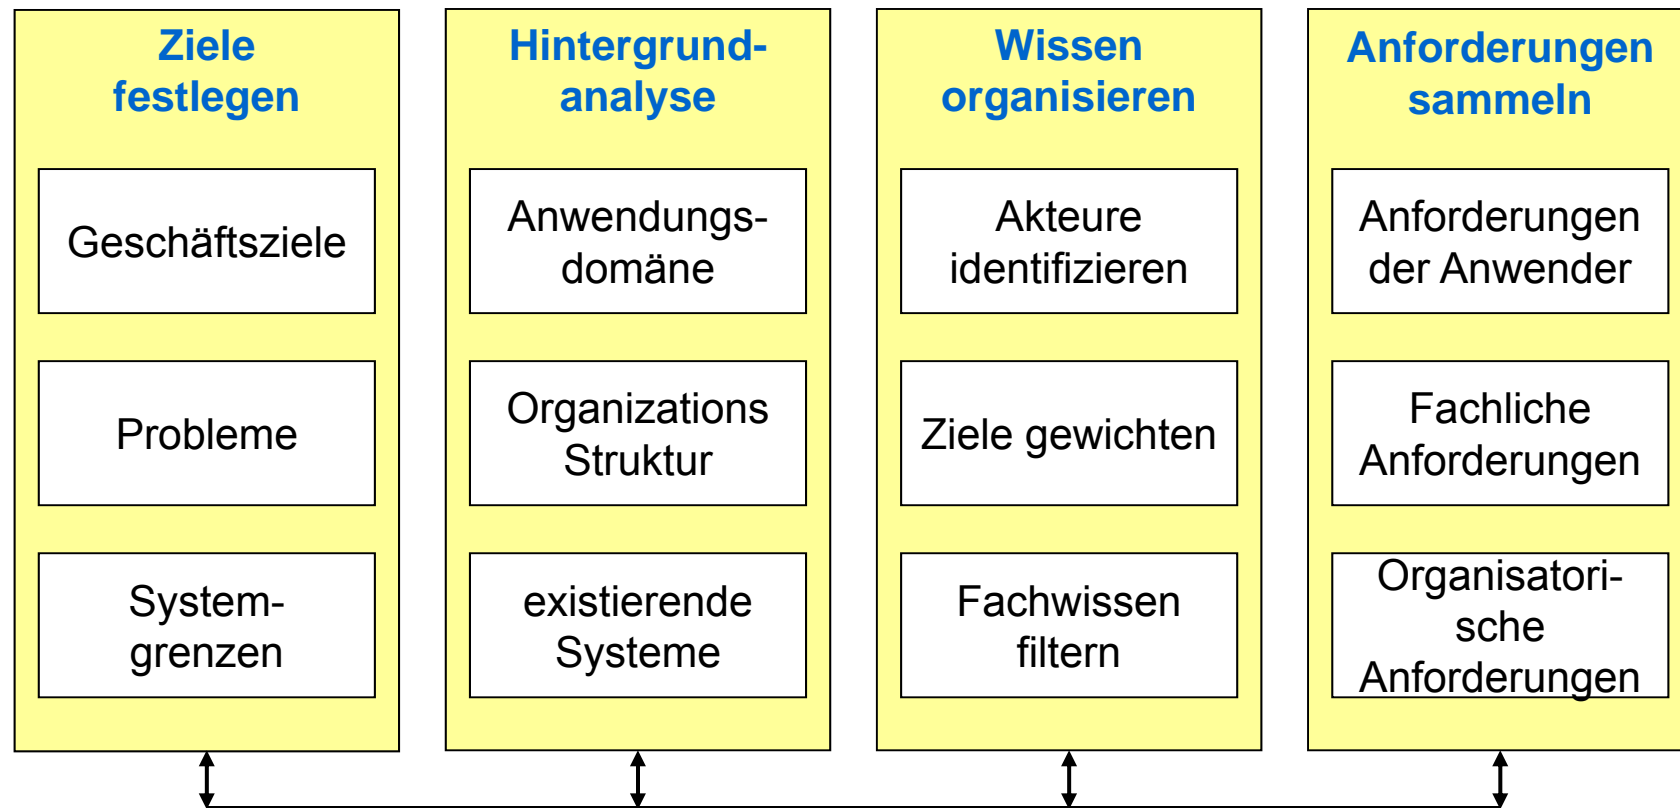 Ziele
festlegen
Geschäftsziele
Probleme
System-
grenzen
Hintergrund-
analyse
Anwendungs-
domäne
Organizations
Struktur
existierende
Systeme
Wissen
organisieren
Akteure
identifizieren
Ziele gewichten
Fachwissen
filtern
Anforderungen
sammeln
Anforderungen
der Anwender
Fachliche
Anforderungen
Organisatori-
sche
Anforderungen